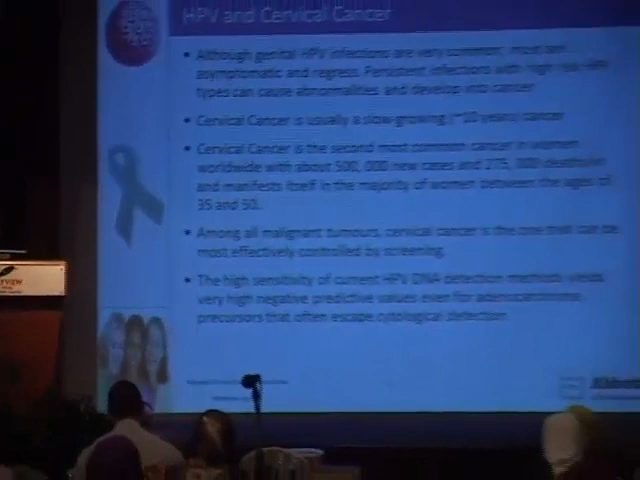 HPV and Cervical Cancer
• Although genital HPV infections are very common, most are
asymptomatic and regress. Persistent infections with high risk HPV
types can cause abnormalities and develop into cancer
• Cervical Cancer is usually a slow-growing (~10 years) cancer
• Cervical Cancer is the second most common cancer in women
worldwide with about 500, 000 new cases and 275, 000 deaths
and manifests itself in the majority of women between the ages of
35 and 50.
• Among all malignant tumours, cervical cancer is the one that can be
most effectively controlled by screening
• The high sensitivity of current HPV DNA detection methods yields
very high negative predictive values even for adenocarcinoma
precursors that often escape cytological detection
Abbott